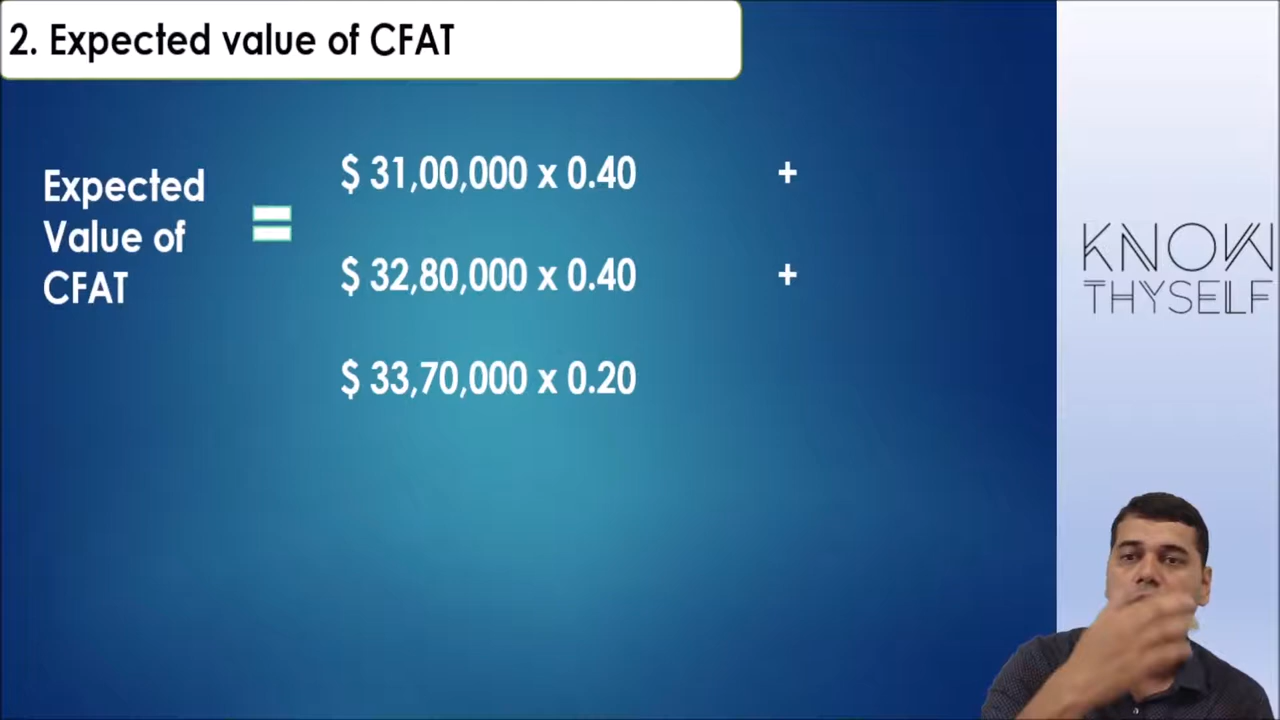 2. Expected value of CFAT
Expected
Value of
CFAT
=
$ 31,00,000 x 0.40 +
$ 32,80,000 x 0.40 +
$ 33,70,000 x 0.20
KNOW
THYSELF